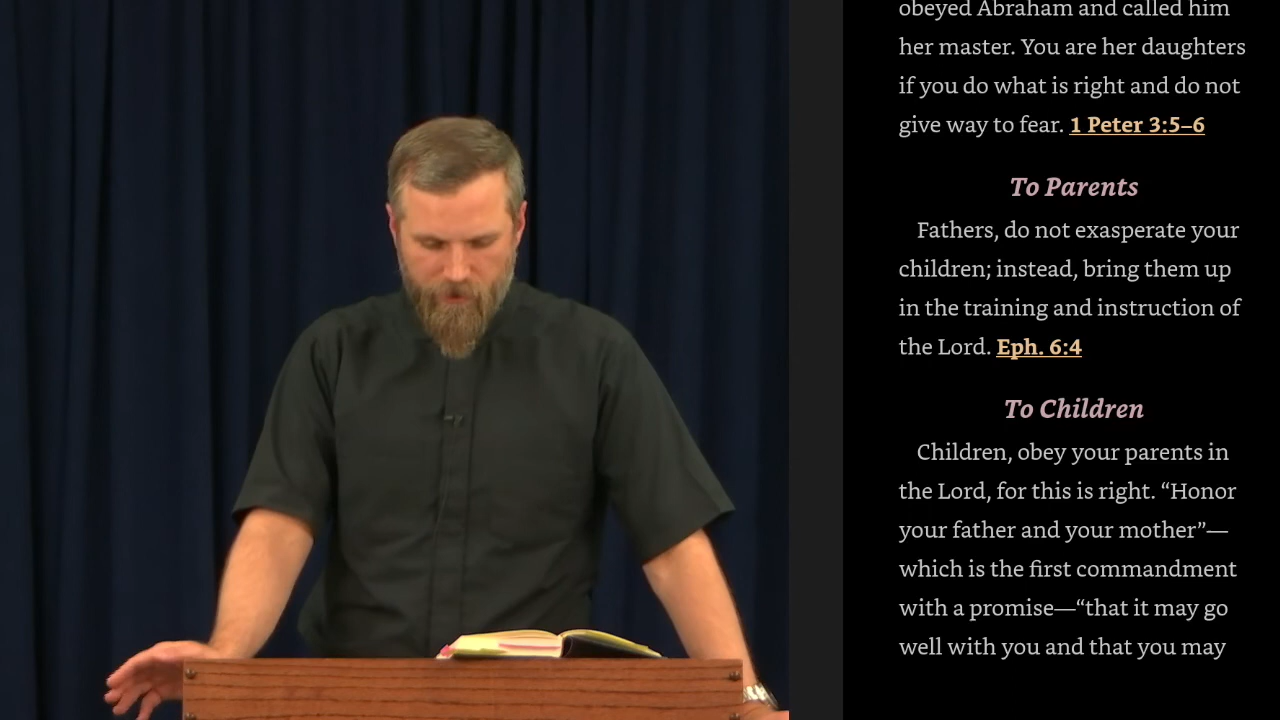 obeyed Abraham and called him
her master. You are her daughters
if you do what is right and do not
give way to fear. 1 Peter 3:5–6
To Parents
Fathers, do not exasperate your
children; instead, bring them up
in the training and instruction of
the Lord. Eph. 6:4
To Children
Children, obey your parents in
the Lord, for this is right. “Honor
your father and your mother”—
which is the first commandment
with a promise—“that it may go
well with you and that you may